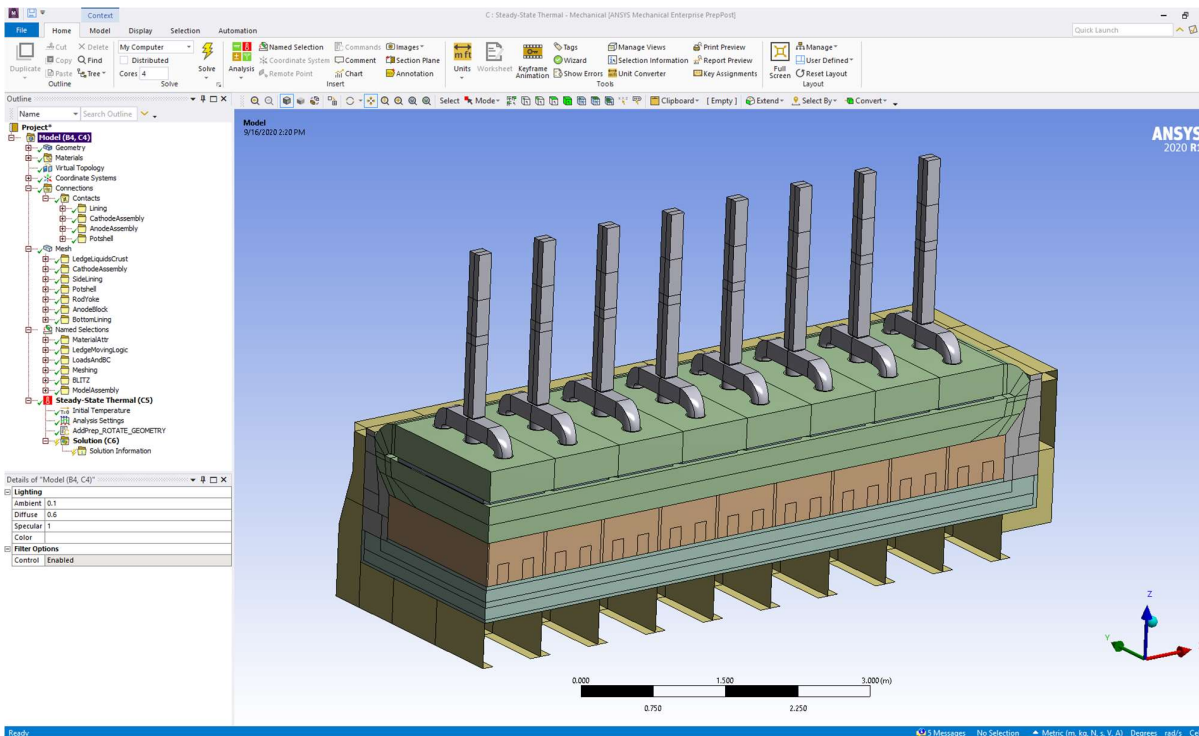 Context
C : Steady-State Thermal - Mechanical [ANSYS Mechanical Enterprise PrepPost]
File Home Model Display Selection Automation
Quick Launch
Duplicate
Cut Delete
Copy Find
Paste Tree
Outline
My Computer
Distributed
Cores 4
Solve
Solve
Analysis
Named Selection Commands Images
Coordinate System Comment Section Plane
Remote Point Chart Annotation
Insert
Units Worksheet Keyframe Animation
Tags Manage Views Print Preview
Wizard Selection Information Report Preview
Show Errors Unit Converter Key Assignments
Tools
Full Screen
Manage
User Defined
Reset Layout
Layout
Outline
Name Search Outline
Select Mode Clipboard [ Empty ] Extend Select By Convert
Project*
Model (B4, C4)
Geometry
Materials
Virtual Topology
Coordinate Systems
Connections
Contacts
Lining
CathodeAssembly
AnodeAssembly
Potshell
Mesh
LedgeLiquidsCrust
CathodeAssembly
SideLining
Potshell
RodYoke
AnodeBlock
BottomLining
Named Selections
MaterialAttr
LedgeMovingLogic
LoadsAndBC
Meshing
BLITZ
ModelAssembly
Steady-State Thermal (C5)
Initial Temperature
Analysis Settings
AddPrep_ROTATE_GEOMETRY
Solution (C6)
Solution Information
Details of "Model (B4, C4)"
Lighting
Ambient 0.1
Diffuse 0.6
Specular 1
Color
Filter Options
Control Enabled
Model
9/16/2020 2:20 PM
ANSYS
2020
Z
Y
0.000 1.500 3.000 (m)
0.750 2.250
Ready
5 Messages No Selection Metric (m, kg, N, s, V, A) Degrees rad/s